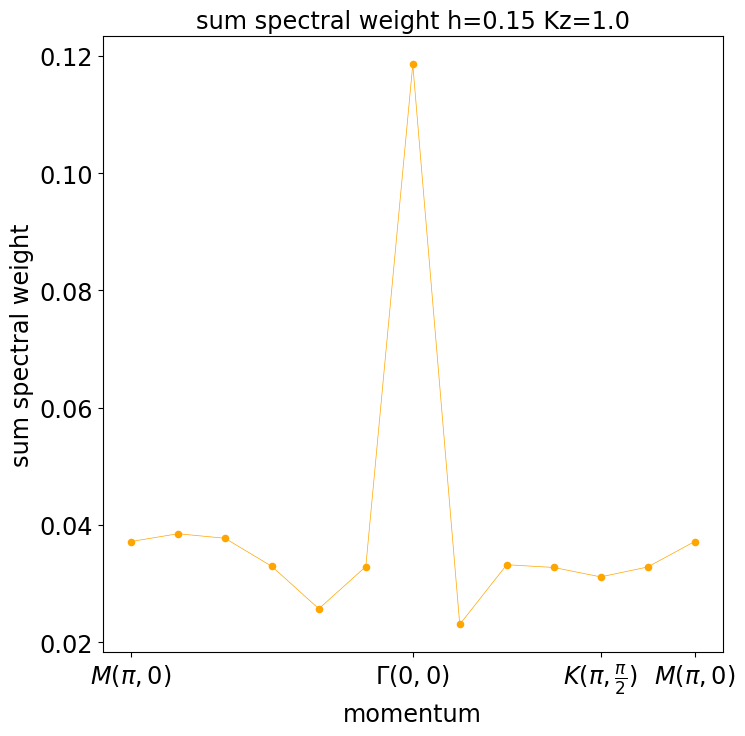 sum spectral weight h=0.15 Kz=1.0
sum spectral weight
0.12
0.10
0.08
0.06
0.04
0.02
M(π, 0) Γ(0, 0) K(π, π/2) M(π, 0)
momentum